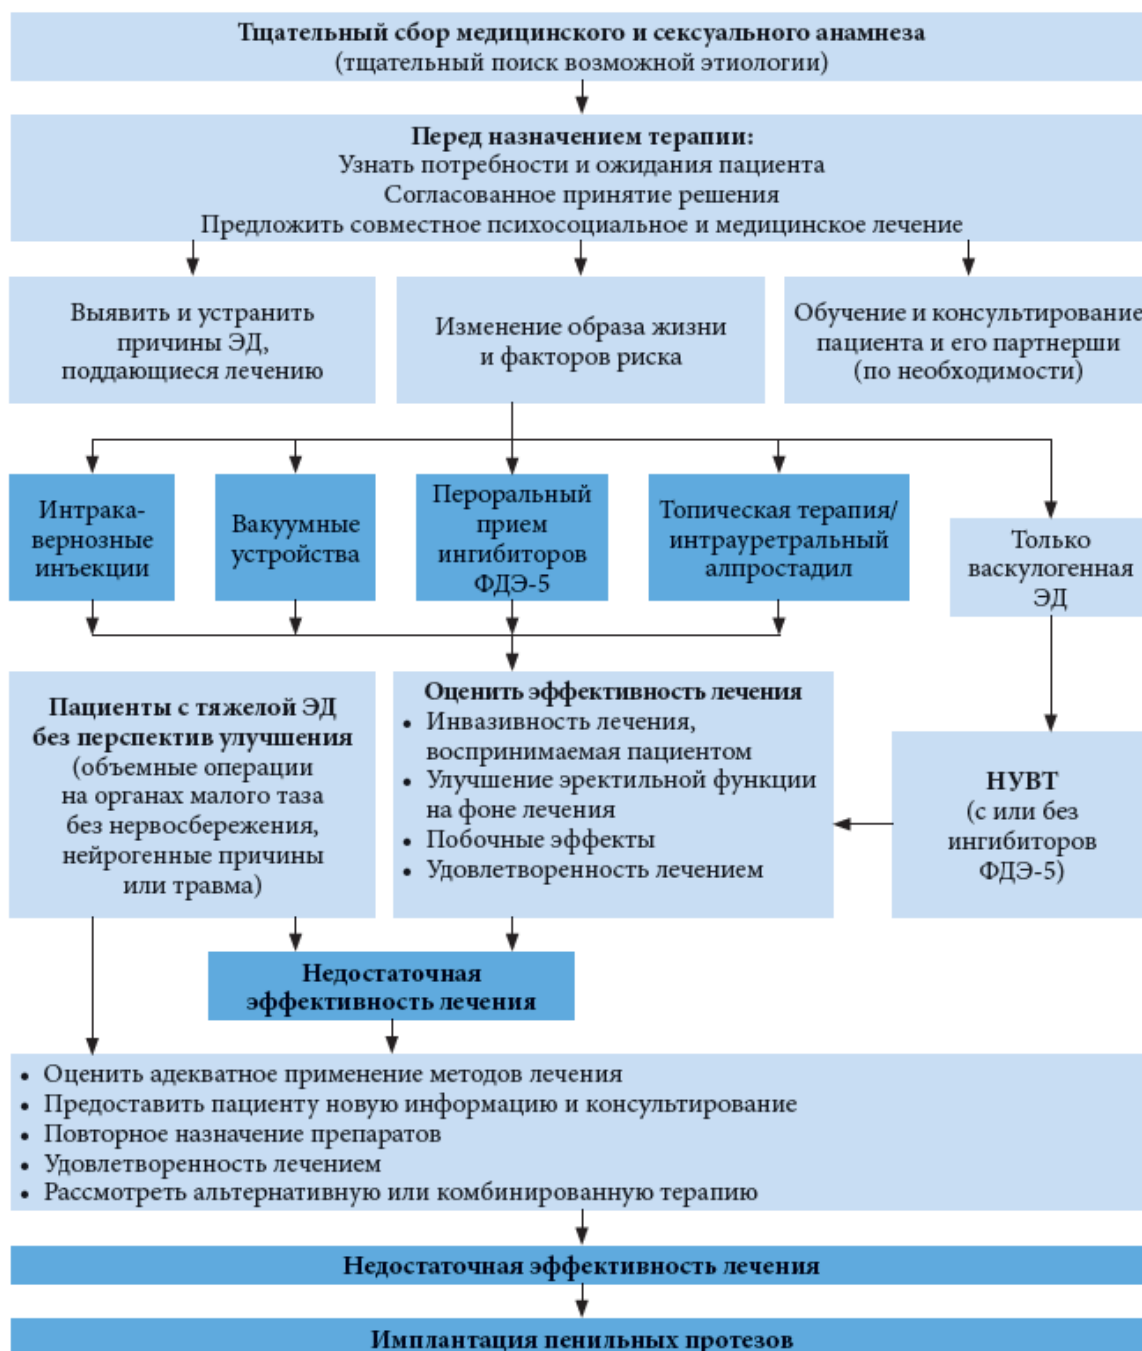 Тщательный сбор медицинского и сексуального анамнеза
(тщательный поиск возможной этиологии)
Перед назначением терапии:
Узнать потребности и ожидания пациента
Согласованное принятие решения
Предложить совместное психосоциальное и медицинское лечение
Выявить и устранить
причины ЭД,
поддающиеся лечению
Изменение образа жизни
и факторов риска
Обучение и консультирование
пациента и его партнерши
(по необходимости)
Интрака-
вернозные
инъекции
Вакуумные
устройства
Пероральный
прием
ингибиторов
ФДЭ-5
Топическая терапия/
интрауретральный
алпростадил
Только
васкулогенная
ЭД
Пациенты с тяжелой ЭД
без перспектив улучшения
(объемные операции
на органах малого таза
без нервосбережения,
нейрогенные причины
или травма)
Оценить эффективность лечения
• Инвазивность лечения,
воспринимаемая пациентом
• Улучшение эректильной функции
на фоне лечения
• Побочные эффекты
• Удовлетворенность лечением
НУВТ
(с или без
ингибиторов
ФДЭ-5)
Недостаточная
эффективность лечения
• Оценить адекватное применение методов лечения
• Предоставить пациенту новую информацию и консультирование
• Повторное назначение препаратов
• Удовлетворенность лечением
• Рассмотреть альтернативную или комбинированную терапию
Недостаточная эффективность лечения
Имплантация пенильных протезов